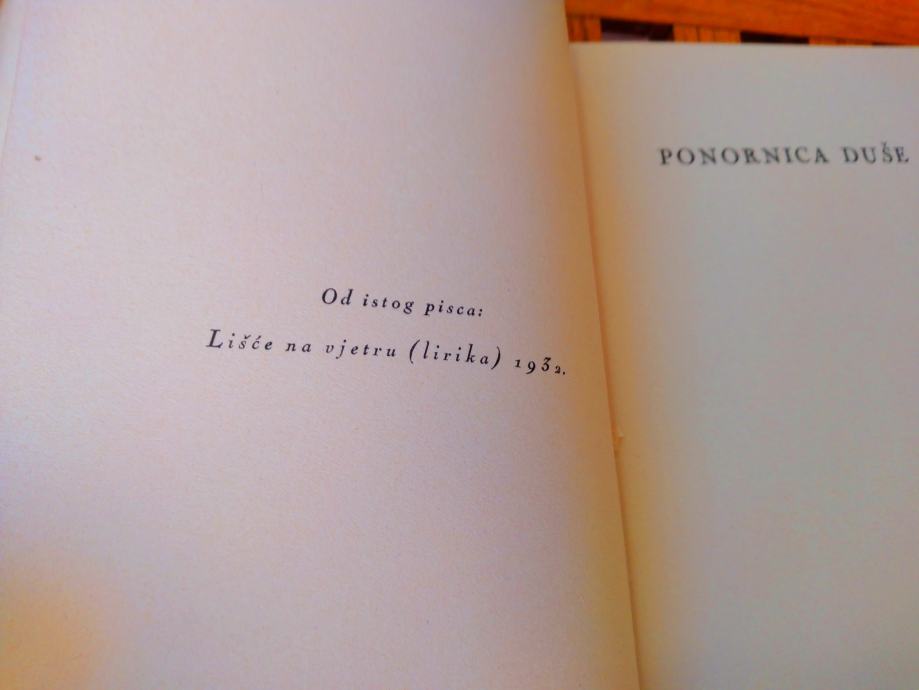 Od istog pisca:
Lišće na vjetru (lirika) 1932.
PONORNICA DUŠE